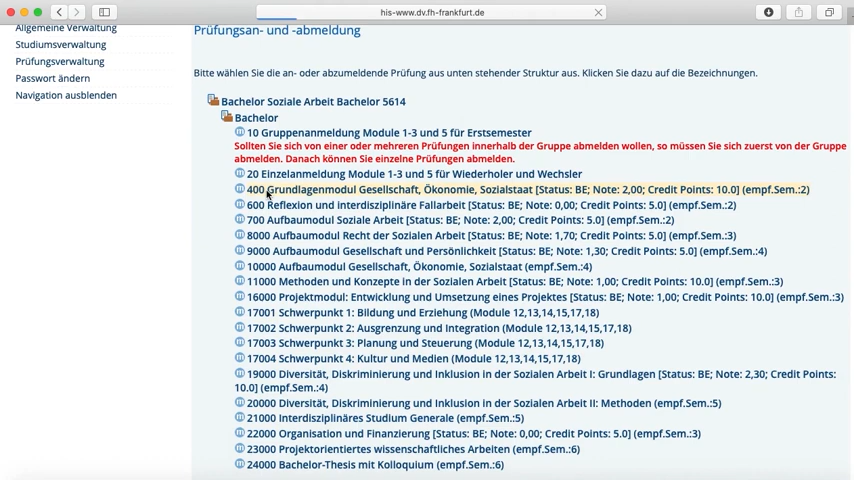 his-www.dv.fh-frankfurt.de
Allgemeine Verwaltung
Studiumsverwaltung
Prüfungsverwaltung
Passwort ändern
Navigation ausblenden
Prüfungsan- und -abmeldung
Bitte wählen Sie die an- oder abzumeldende Prüfung aus unten stehender Struktur aus. Klicken Sie dazu auf die Bezeichnungen.
Bachelor Soziale Arbeit Bachelor 5614
Bachelor
10 Gruppenanmeldung Module 1-3 und 5 für Erstsemester
Sollten Sie sich von einer oder mehreren Prüfungen innerhalb der Gruppe abmelden wollen, so müssen Sie sich zuerst von der Gruppe
abmelden. Danach können Sie einzelne Prüfungen abmelden.
20 Einzelanmeldung Module 1-3 und 5 für Wiederholer und Wechsler
400 Grundlagenmodul Gesellschaft, Ökonomie, Sozialstaat [Status: BE; Note: 2,00; Credit Points: 10.0] (empf.Sem.:2)
600 Reflexion und interdisziplinäre Fallarbeit [Status: BE; Note: 0,00; Credit Points: 5.0] (empf.Sem.:2)
700 Aufbaumodul Soziale Arbeit [Status: BE; Note: 2,00; Credit Points: 5.0] (empf.Sem.:2)
8000 Aufbaumodul Recht der Sozialen Arbeit [Status: BE; Note: 1,70; Credit Points: 5.0] (empf.Sem.:3)
9000 Aufbaumodul Gesellschaft und Persönlichkeit [Status: BE; Note: 1,30; Credit Points: 5.0] (empf.Sem.:4)
10000 Aufbaumodul Gesellschaft, Ökonomie, Sozialstaat (empf.Sem.:4)
11000 Methoden und Konzepte in der Sozialen Arbeit [Status: BE; Note: 1,00; Credit Points: 10.0] (empf.Sem.:3)
16000 Projektmodul: Entwicklung und Umsetzung eines Projektes [Status: BE; Note: 1,00; Credit Points: 10.0] (empf.Sem.:3)
17001 Schwerpunkt 1: Bildung und Erziehung (Module 12,13,14,15,17,18)
17002 Schwerpunkt 2: Ausgrenzung und Integration (Module 12,13,14,15,17,18)
17003 Schwerpunkt 3: Planung und Steuerung (Module 12,13,14,15,17,18)
17004 Schwerpunkt 4: Kultur und Medien (Module 12,13,14,15,17,18)
19000 Diversität, Diskriminierung und Inklusion in der Sozialen Arbeit I: Grundlagen [Status: BE; Note: 2,30; Credit Points:
10.0] (empf.Sem.:4)
20000 Diversität, Diskriminierung und Inklusion in der Sozialen Arbeit II: Methoden (empf.Sem.:5)
21000 Interdisziplinäres Studium Generale (empf.Sem.:5)
22000 Organisation und Finanzierung [Status: BE; Note: 0,00; Credit Points: 5.0] (empf.Sem.:3)
23000 Projektorientiertes wissenschaftliches Arbeiten (empf.Sem.:6)
24000 Bachelor-Thesis mit Kolloquium (empf.Sem.:6)